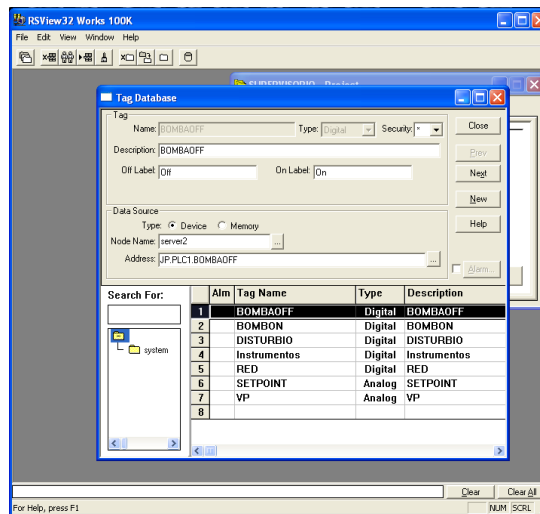 RSView32 Works 100K
File Edit View Window Help
SUPERVISORIO - Project
Tag Database
Tag
Name: BOMBAOFF Type: Digital Security: *
Close
Description: BOMBAOFF
Prev
Off Label: Off On Label: On
Next
New
Data Source
Type: Device Memory
Help
Node Name: server2 ...
Address: JP.PLC1.BOMBAOFF ...
Alarm...
Search For:
system
Alm Tag Name Type Description
1 BOMBAOFF Digital BOMBAOFF
2 BOMBON Digital BOMBON
3 DISTURBIO Digital DISTURBIO
4 Instrumentos Digital Instrumentos
5 RED Digital RED
6 SETPOINT Analog SETPOINT
7 VP Analog VP
8
Clear Clear All
For Help, press F1 NUM SCRL